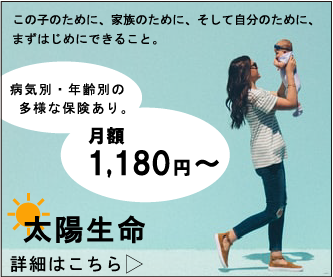 この子のために、家族のために、そして自分のために、
まずはじめにできること。
病気別・年齢別の
多様な保険あり。
月額
1,180円～
太陽生命
詳細はこちら▷